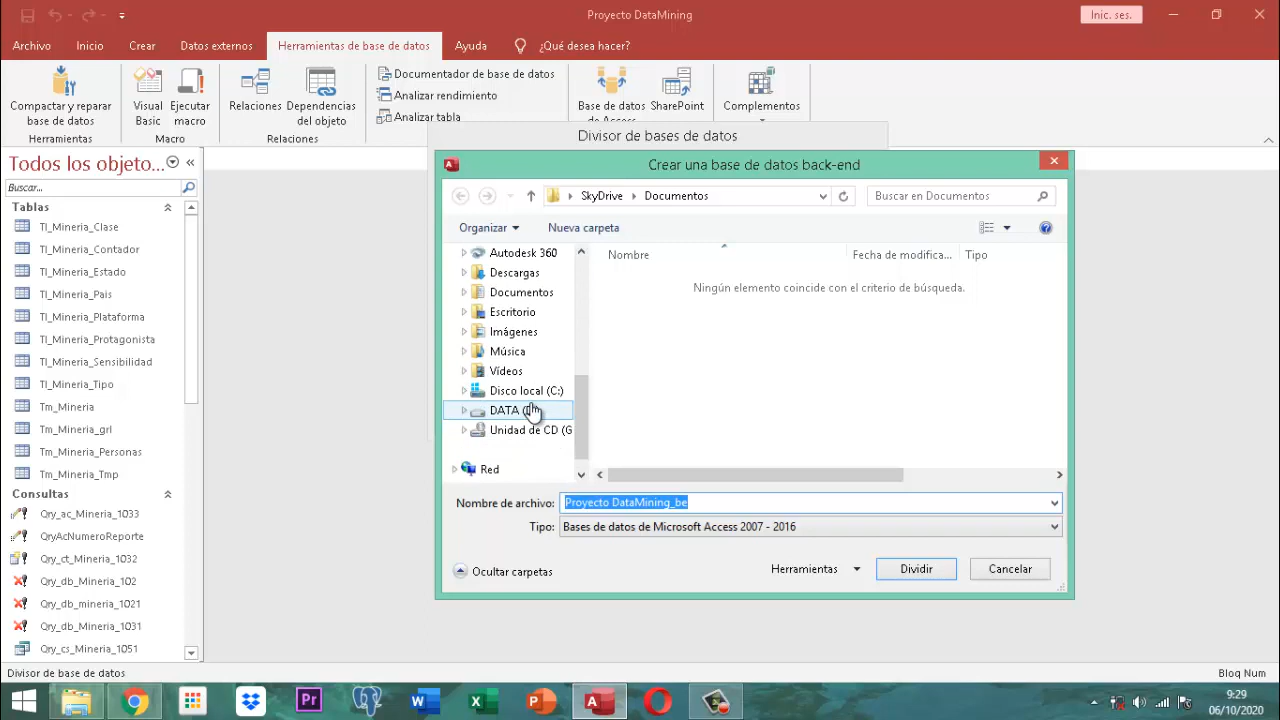 Proyecto DataMining
Inic. ses.
Archivo Inicio Crear Datos externos Herramientas de base de datos Ayuda ¿Qué desea hacer?
Compactar y reparar base de datos
Visual Basic
Ejecutar macro
Relaciones
Dependencias del objeto
Documentador de base de datos
Analizar rendimiento
Analizar tabla
Base de datos de Access
SharePoint
Complementos
Herramientas Macro Relaciones
Divisor de bases de datos
Todos los objeto...
Buscar...
Tablas
Tl_Mineria_Clase
Tl_Mineria_Contador
Tl_Mineria_Estado
Tl_Mineria_Pais
Tl_Mineria_Plataforma
Tl_Mineria_Protagonista
Tl_Mineria_Sensibilidad
Tl_Mineria_Tipo
Tm_Mineria
Tm_Mineria_grl
Tm_Mineria_Personas
Tm_Mineria_Tmp
Consultas
Qry_ac_Mineria_1033
QryAcNumeroReporte
Qry_ct_Mineria_1032
Qry_db_Mineria_102
Qry_db_mineria_1021
Qry_db_Mineria_1031
Qry_cs_Mineria_1051
Crear una base de datos back-end
SkyDrive Documentos
Buscar en Documentos
Organizar Nueva carpeta
Autodesk 360
Descargas
Documentos
Escritorio
Imágenes
Música
Vídeos
Disco local (C:)
DATA
Unidad de CD (G
Red
Nombre Fecha de modifica... Tipo
Ningún elemento coincide con el criterio de búsqueda.
Nombre de archivo: Proyecto DataMining_be
Tipo: Bases de datos de Microsoft Access 2007 - 2016
Ocultar carpetas Herramientas Dividir Cancelar
Divisor de base de datos
Bloq Num
9:29
06/10/2020